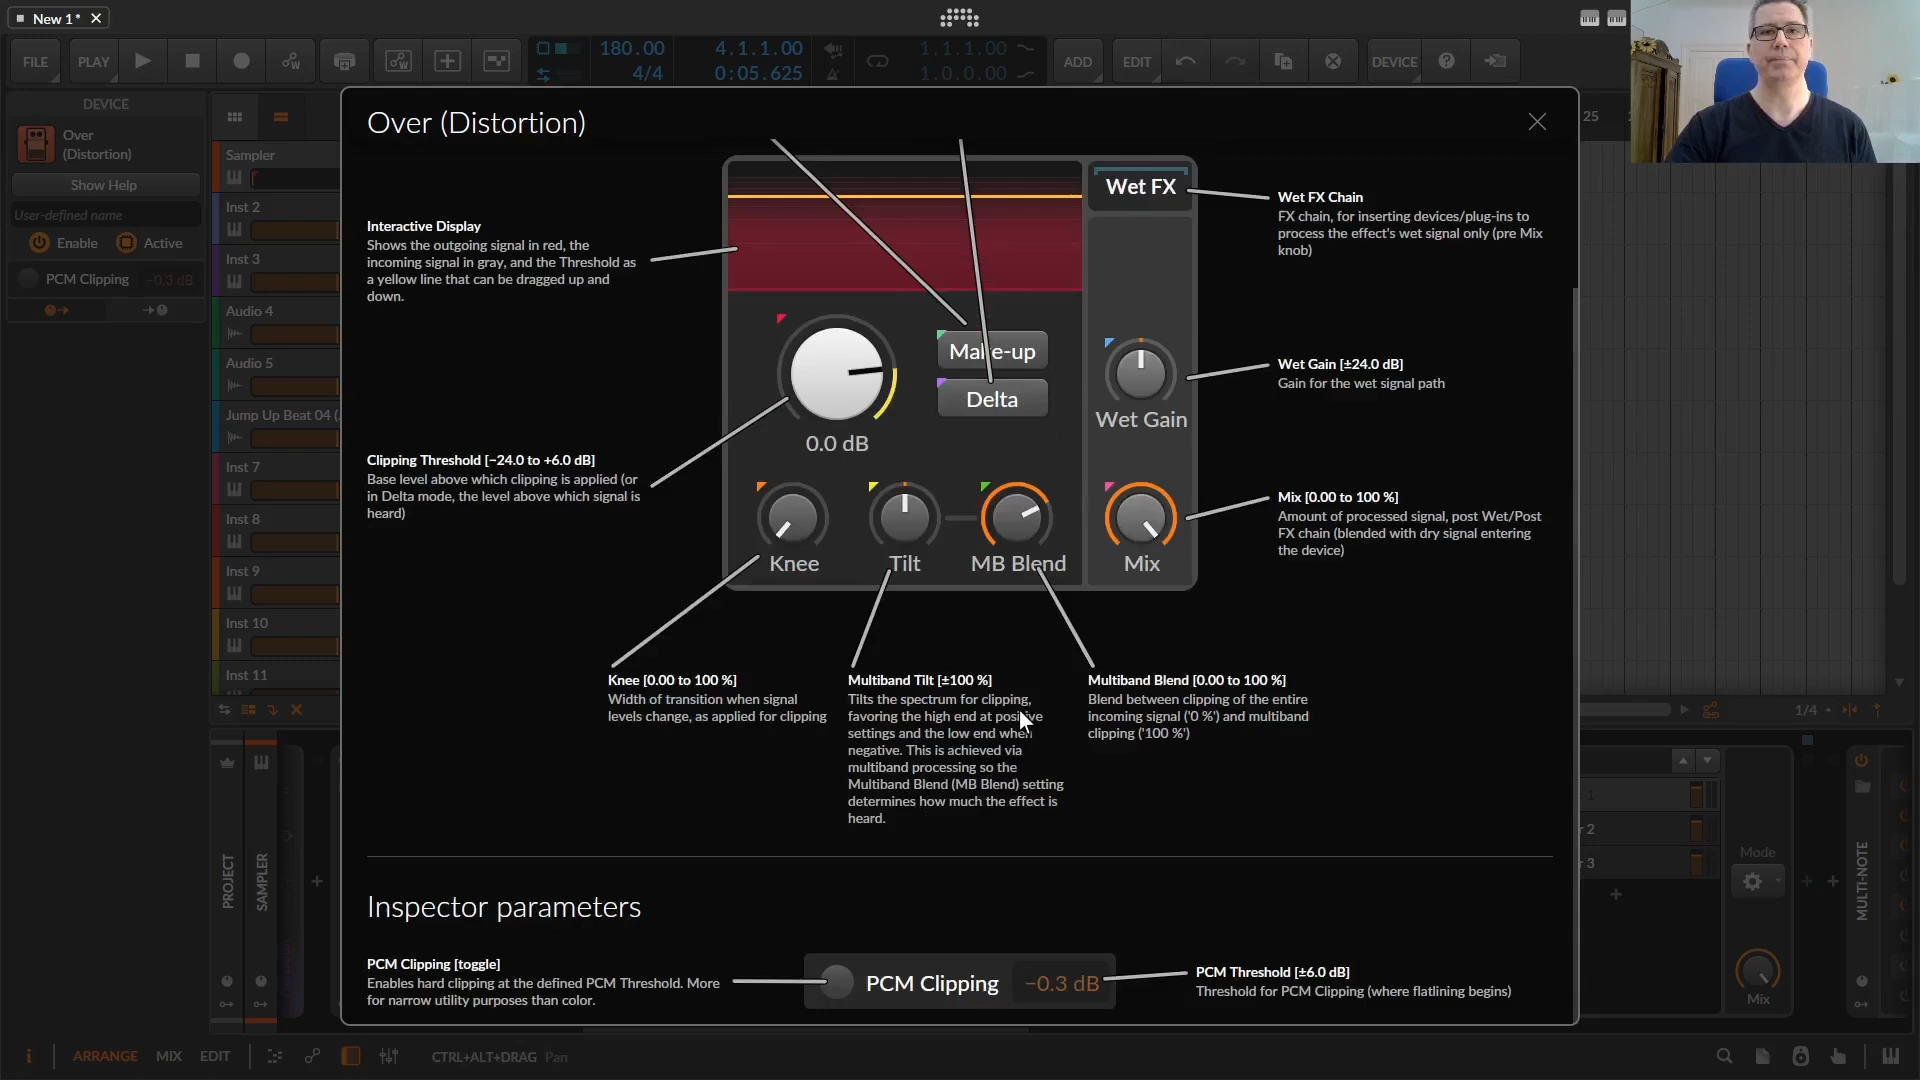 New 1 *
FILE
PLAY
180.00
4/4
4.1.1.00
0:05.625
1.1.1.00
1.0.0.00
ADD
EDIT
DEVICE
DEVICE
Over
(Distortion)
Show Help
User-defined name
Enable
Active
PCM Clipping
-0.3 dB
Sampler
Inst 2
Inst 3
Audio 4
Audio 5
Jump Up Beat 04 (
Inst 7
Inst 8
Inst 9
Inst 10
Inst 11
Over (Distortion)
Interactive Display
Shows the outgoing signal in red, the
incoming signal in gray, and the Threshold as
a yellow line that can be dragged up and
down.
Clipping Threshold [−24.0 to +6.0 dB]
Base level above which clipping is applied (or
in Delta mode, the level above which signal is
heard)
Wet FX
Make-up
Delta
0.0 dB
Wet Gain
Knee
Tilt
MB Blend
Mix
Wet FX Chain
FX chain, for inserting devices/plug-ins to
process the effect's wet signal only (pre Mix
knob)
Wet Gain [±24.0 dB]
Gain for the wet signal path
Mix [0.00 to 100 %]
Amount of processed signal, post Wet/Post
FX chain (blended with dry signal entering
the device)
Knee [0.00 to 100 %]
Width of transition when signal
levels change, as applied for clipping
Multiband Tilt [±100 %]
Tilts the spectrum for clipping,
favoring the high end at positive
settings and the low end when
negative. This is achieved via
multiband processing so the
Multiband Blend (MB Blend) setting
determines how much the effect is
heard.
Multiband Blend [0.00 to 100 %]
Blend between clipping of the entire
incoming signal ('0 %') and multiband
clipping ('100 %')
Inspector parameters
PCM Clipping [toggle]
Enables hard clipping at the defined PCM Threshold. More
for narrow utility purposes than color.
PCM Clipping
−0.3 dB
PCM Threshold [±6.0 dB]
Threshold for PCM Clipping (where flatlining begins)
25
1/4
1
r 2
r 3
Mode
Mix
MULTI-NOTE
PROJECT
SAMPLER
i
ARRANGE
MIX
EDIT
CTRL+ALT+DRAG Pan